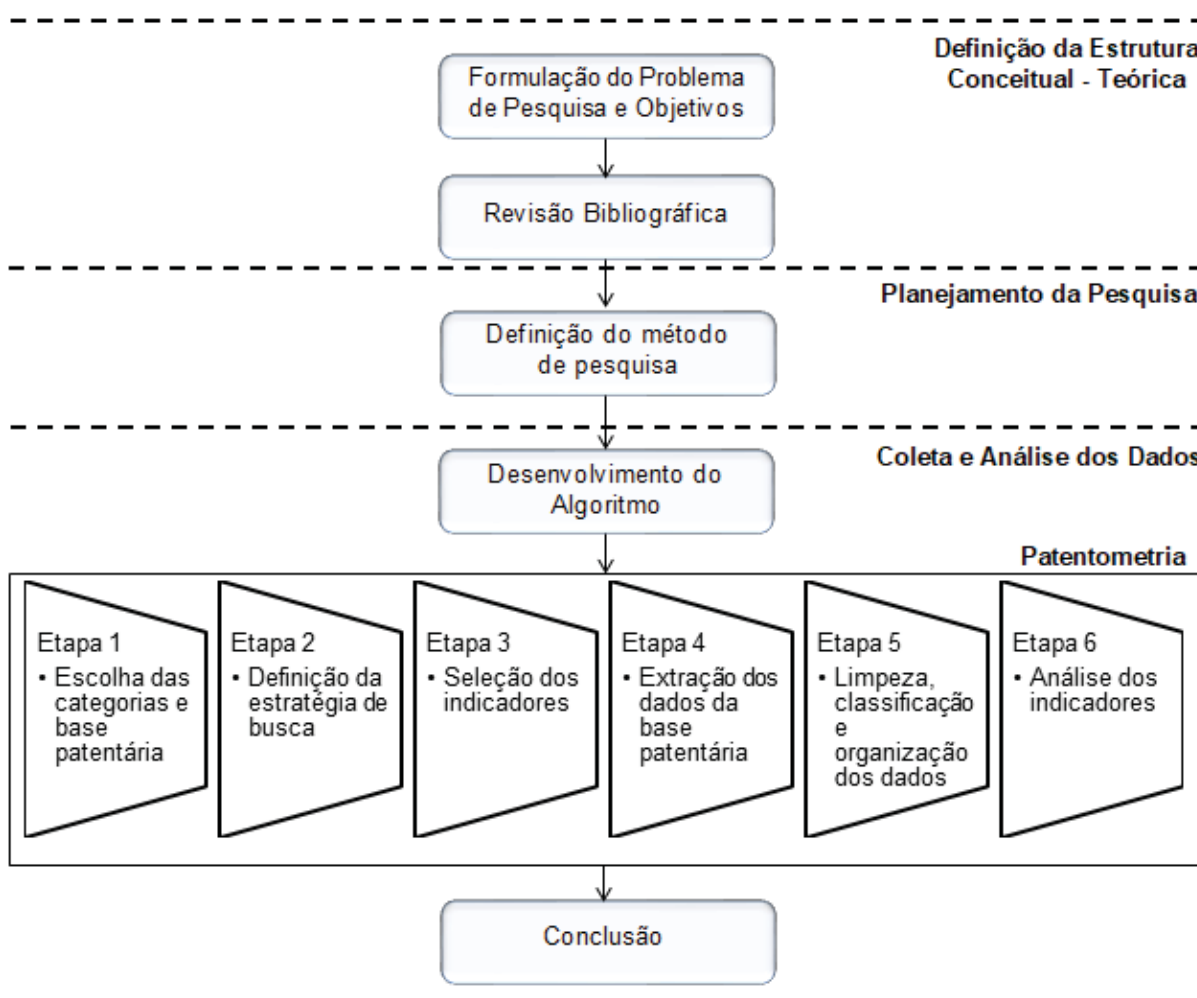 Definição da Estrutura
Conceitual - Teórica
Formulação do Problema
de Pesquisa e Objetivos
Revisão Bibliográfica
Planejamento da Pesquisa
Definição do método
de pesquisa
Coleta e Análise dos Dados
Desenvolvimento do
Algoritmo
Patentometria
Etapa 1
• Escolha das
categorias e
base
patentária
Etapa 2
• Definição da
estratégia de
busca
Etapa 3
• Seleção dos
indicadores
Etapa 4
• Extração dos
dados da
base
patentária
Etapa 5
• Limpeza,
classificação
e
organização
dos dados
Etapa 6
• Análise dos
indicadores
Conclusão